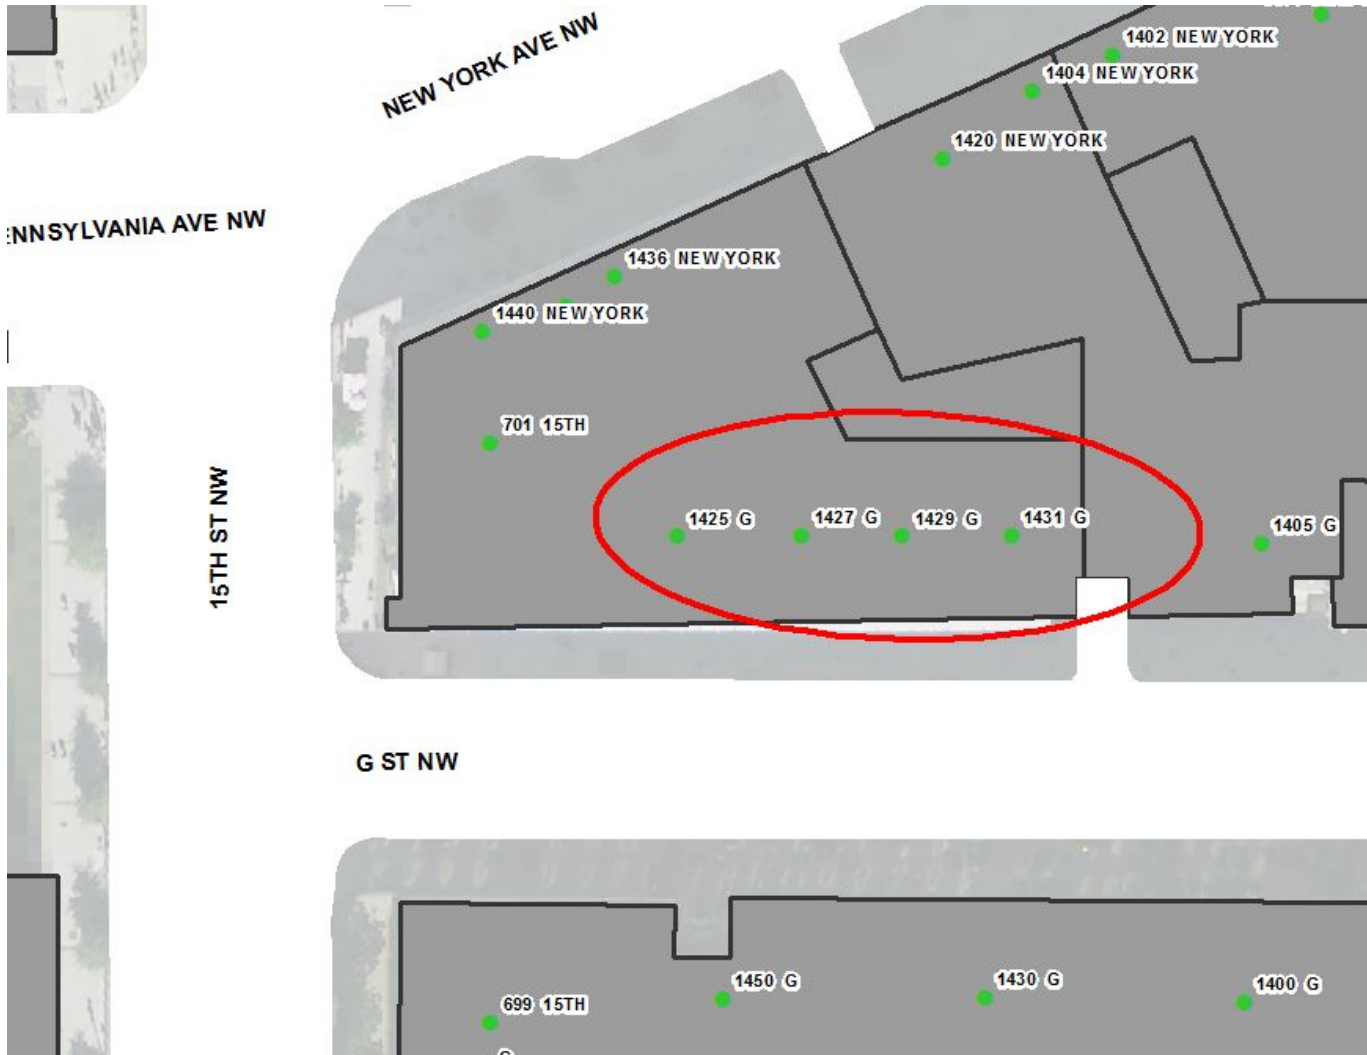 1402 NEW YORK
NEW YORK AVE NW
1404 NEW YORK
1420 NEW YORK
ENNSYLVANIA AVE NW
1436 NEW YORK
1440 NEW YORK
701 15TH
15TH ST NW
1425 G
1427 G
1429 G
1431 G
1405 G
G ST NW
1450 G
1430 G
1400 G
699 15TH